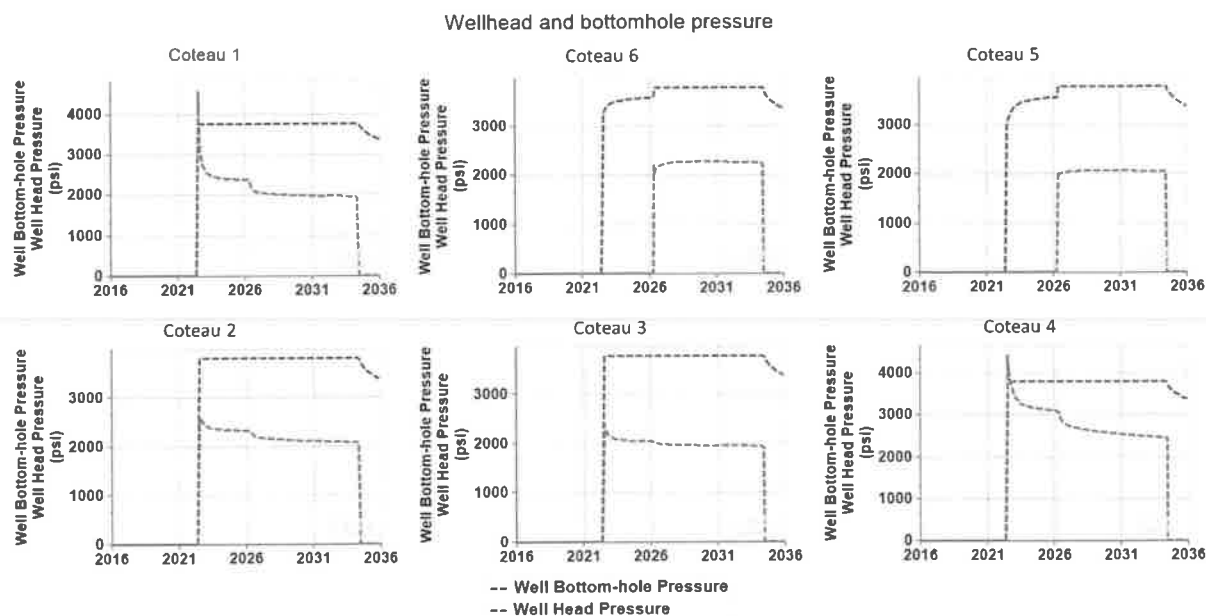 Wellhead and bottomhole pressure
Coteau 1
Well Bottom-hole Pressure
Well Head Pressure
(psi)
4000
3000
2000
1000
0
2016 2021 2026 2031 2036
Coteau 6
Well Bottom-hole Pressure
Well Head Pressure
(psi)
3000
2000
1000
0
2016 2021 2026 2031 2036
Coteau 5
Well Bottom-hole Pressure
Well Head Pressure
(psi)
3000
2000
1000
0
2016 2021 2026 2031 2036
Coteau 2
Well Bottom-hole Pressure
Well Head Pressure
(psi)
3000
2000
1000
0
2016 2021 2026 2031 2036
Coteau 3
Well Bottom-hole Pressure
Well Head Pressure
(psi)
3000
2000
1000
0
2016 2021 2026 2031 2036
Coteau 4
Well Bottom-hole Pressure
Well Head Pressure
(psi)
4000
3000
2000
1000
0
2016 2021 2026 2031 2036
-- Well Bottom-hole Pressure
-- Well Head Pressure